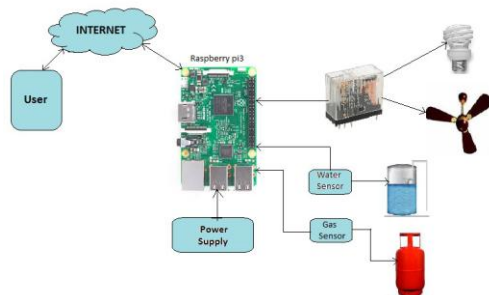 INTERNET
Raspberry pi3
User
Water
Sensor
Power
Supply
Gas
Sensor